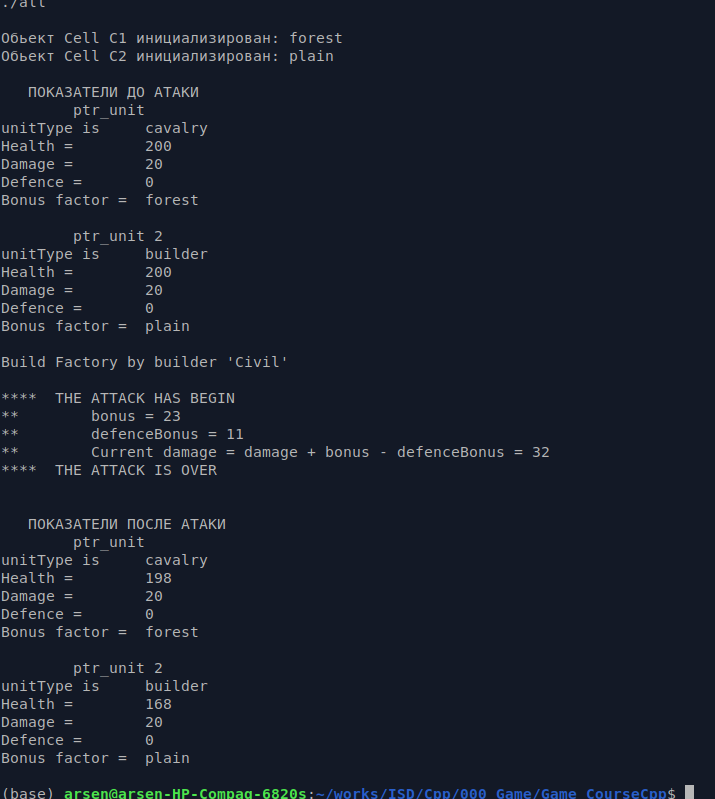 ./all
Обьект Cell C1 инициализирован: forest
Обьект Cell C2 инициализирован: plain
ПОКАЗАТЕЛИ ДО АТАКИ
ptr_unit
unitType is cavalry
Health = 200
Damage = 20
Defence = 0
Bonus factor = forest
ptr_unit 2
unitType is builder
Health = 200
Damage = 20
Defence = 0
Bonus factor = plain
Build Factory by builder 'Civil'
**** THE ATTACK HAS BEGIN
** bonus = 23
** defenceBonus = 11
** Current damage = damage + bonus - defenceBonus = 32
**** THE ATTACK IS OVER
ПОКАЗАТЕЛИ ПОСЛЕ АТАКИ
ptr_unit
unitType is cavalry
Health = 198
Damage = 20
Defence = 0
Bonus factor = forest
ptr_unit 2
unitType is builder
Health = 168
Damage = 20
Defence = 0
Bonus factor = plain
(base) arsen@arsen-HP-Compaq-6820s:~/works/ISD/Cpp/000_Game/Game_CourseCpp$